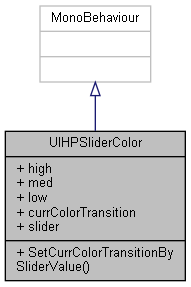 MonoBehaviour
UIHPSliderColor
+ high
+ med
+ low
+ currColorTransition
+ slider
+ SetCurrColorTransitionBy
SliderValue()